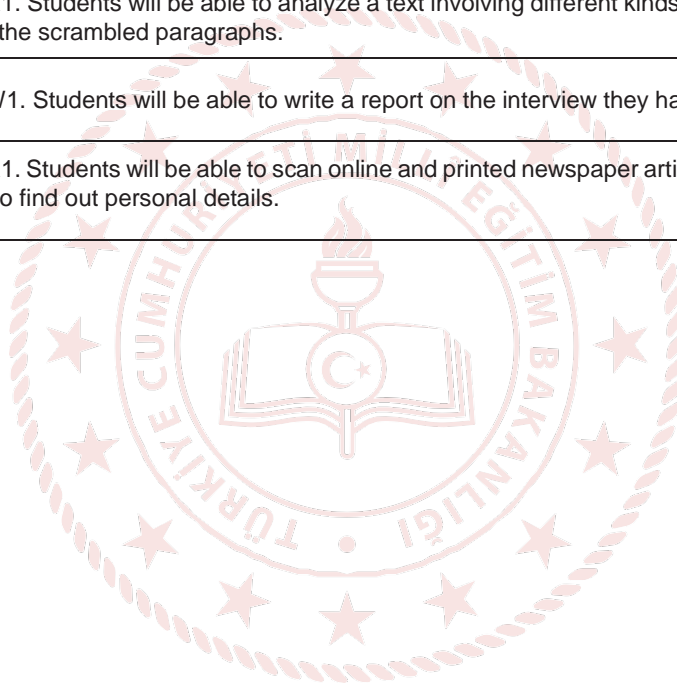 1. Students will be able to analyze a text involving different kinds
the scrambled paragraphs.
/1. Students will be able to write a report on the interview they ha
1. Students will be able to scan online and printed newspaper arti
o find out personal details.
TÜRKİYE CUMHURİYETİ MİLLİ EĞİTİM BAKANLIĞI